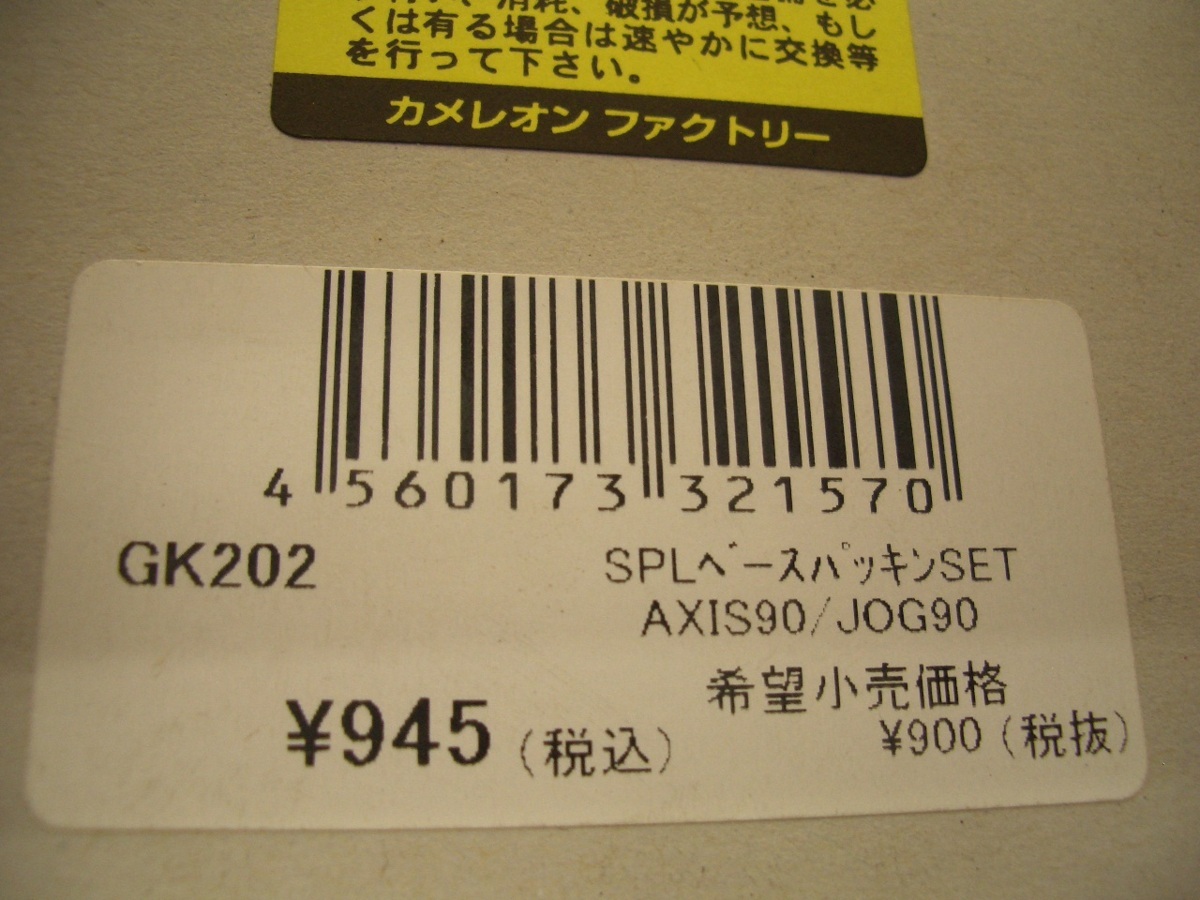 消耗、破損が予想、もし
くは有る場合は速やかに交換等
を行って下さい。
カメレオン ファクトリー
4 560173 321570
GK202
SPLベースパッキンSET
AXIS90/JOG90
希望小売価格
¥945(税込)
¥900(税抜)